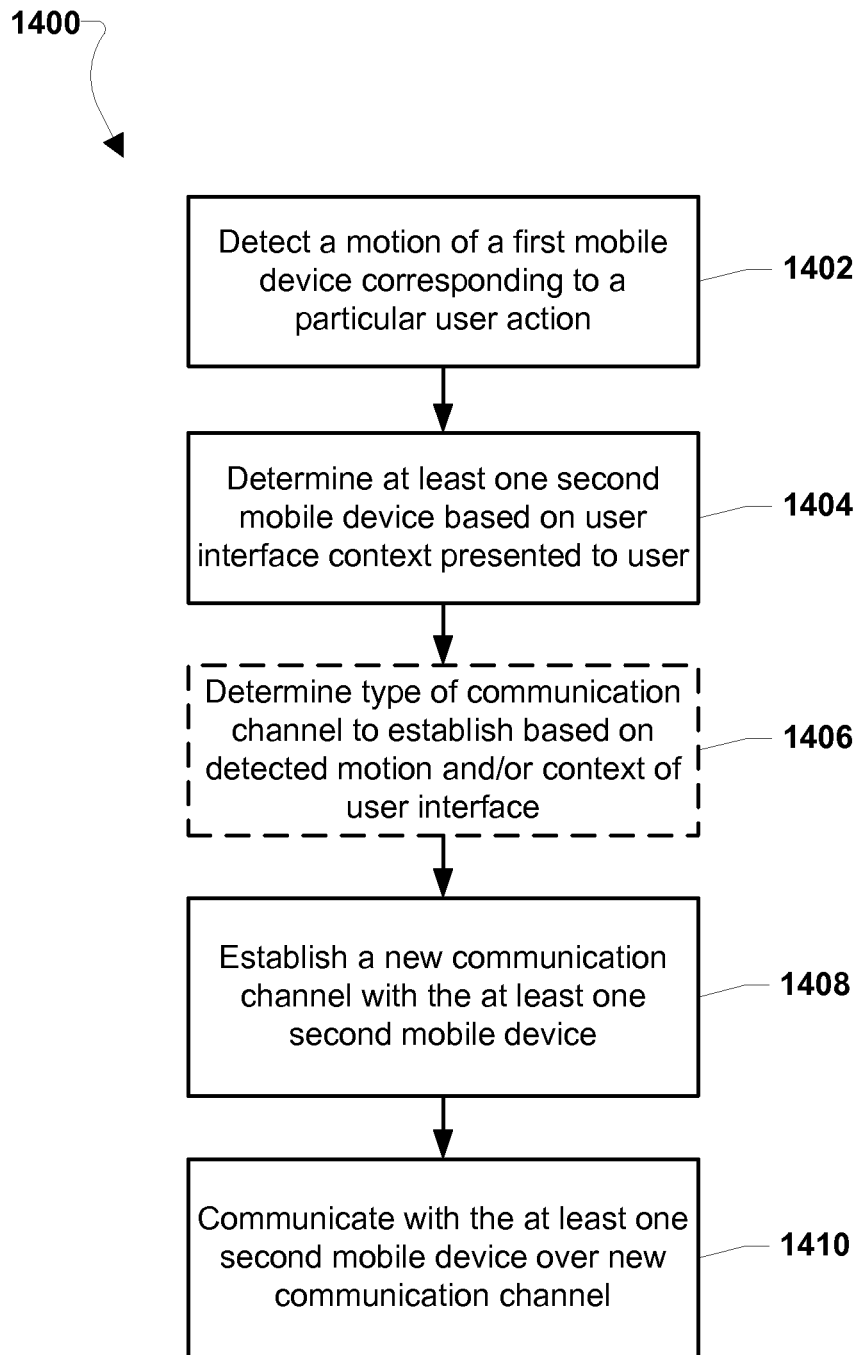 1400
Detect a motion of a first mobile
device corresponding to a
particular user action
1402
Determine at least one second
mobile device based on user
interface context presented to user
1404
Determine type of communication
channel to establish based on
detected motion and/or context of
user interface
1406
Establish a new communication
channel with the at least one
second mobile device
1408
Communicate with the at least one
second mobile device over new
communication channel
1410